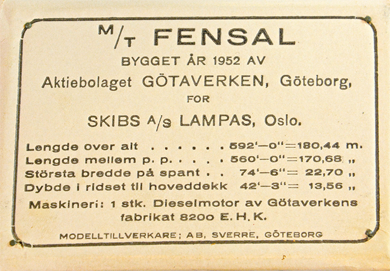 M/T FENSAL
BYGGET ÅR 1952 AV
Aktiebolaget GÖTAVERKEN, Göteborg,
FOR
SKIBS A/S LAMPAS, Oslo.
Lengde over alt . . . . . . 592'–0"=180,44 m.
Lengde mellem p. p. . . . . 560'–0"=170,68 „
Största bredde på spant . . 74'–6"= 22,70 „
Dybde i ridset til hoveddekk 42'–3"= 13,56 „
Maskineri: 1 stk. Dieselmotor av Götaverkens
fabrikat 8200 E. H. K.
MODELLTILLVERKARE; AB. SVERRE, GÖTEBORG